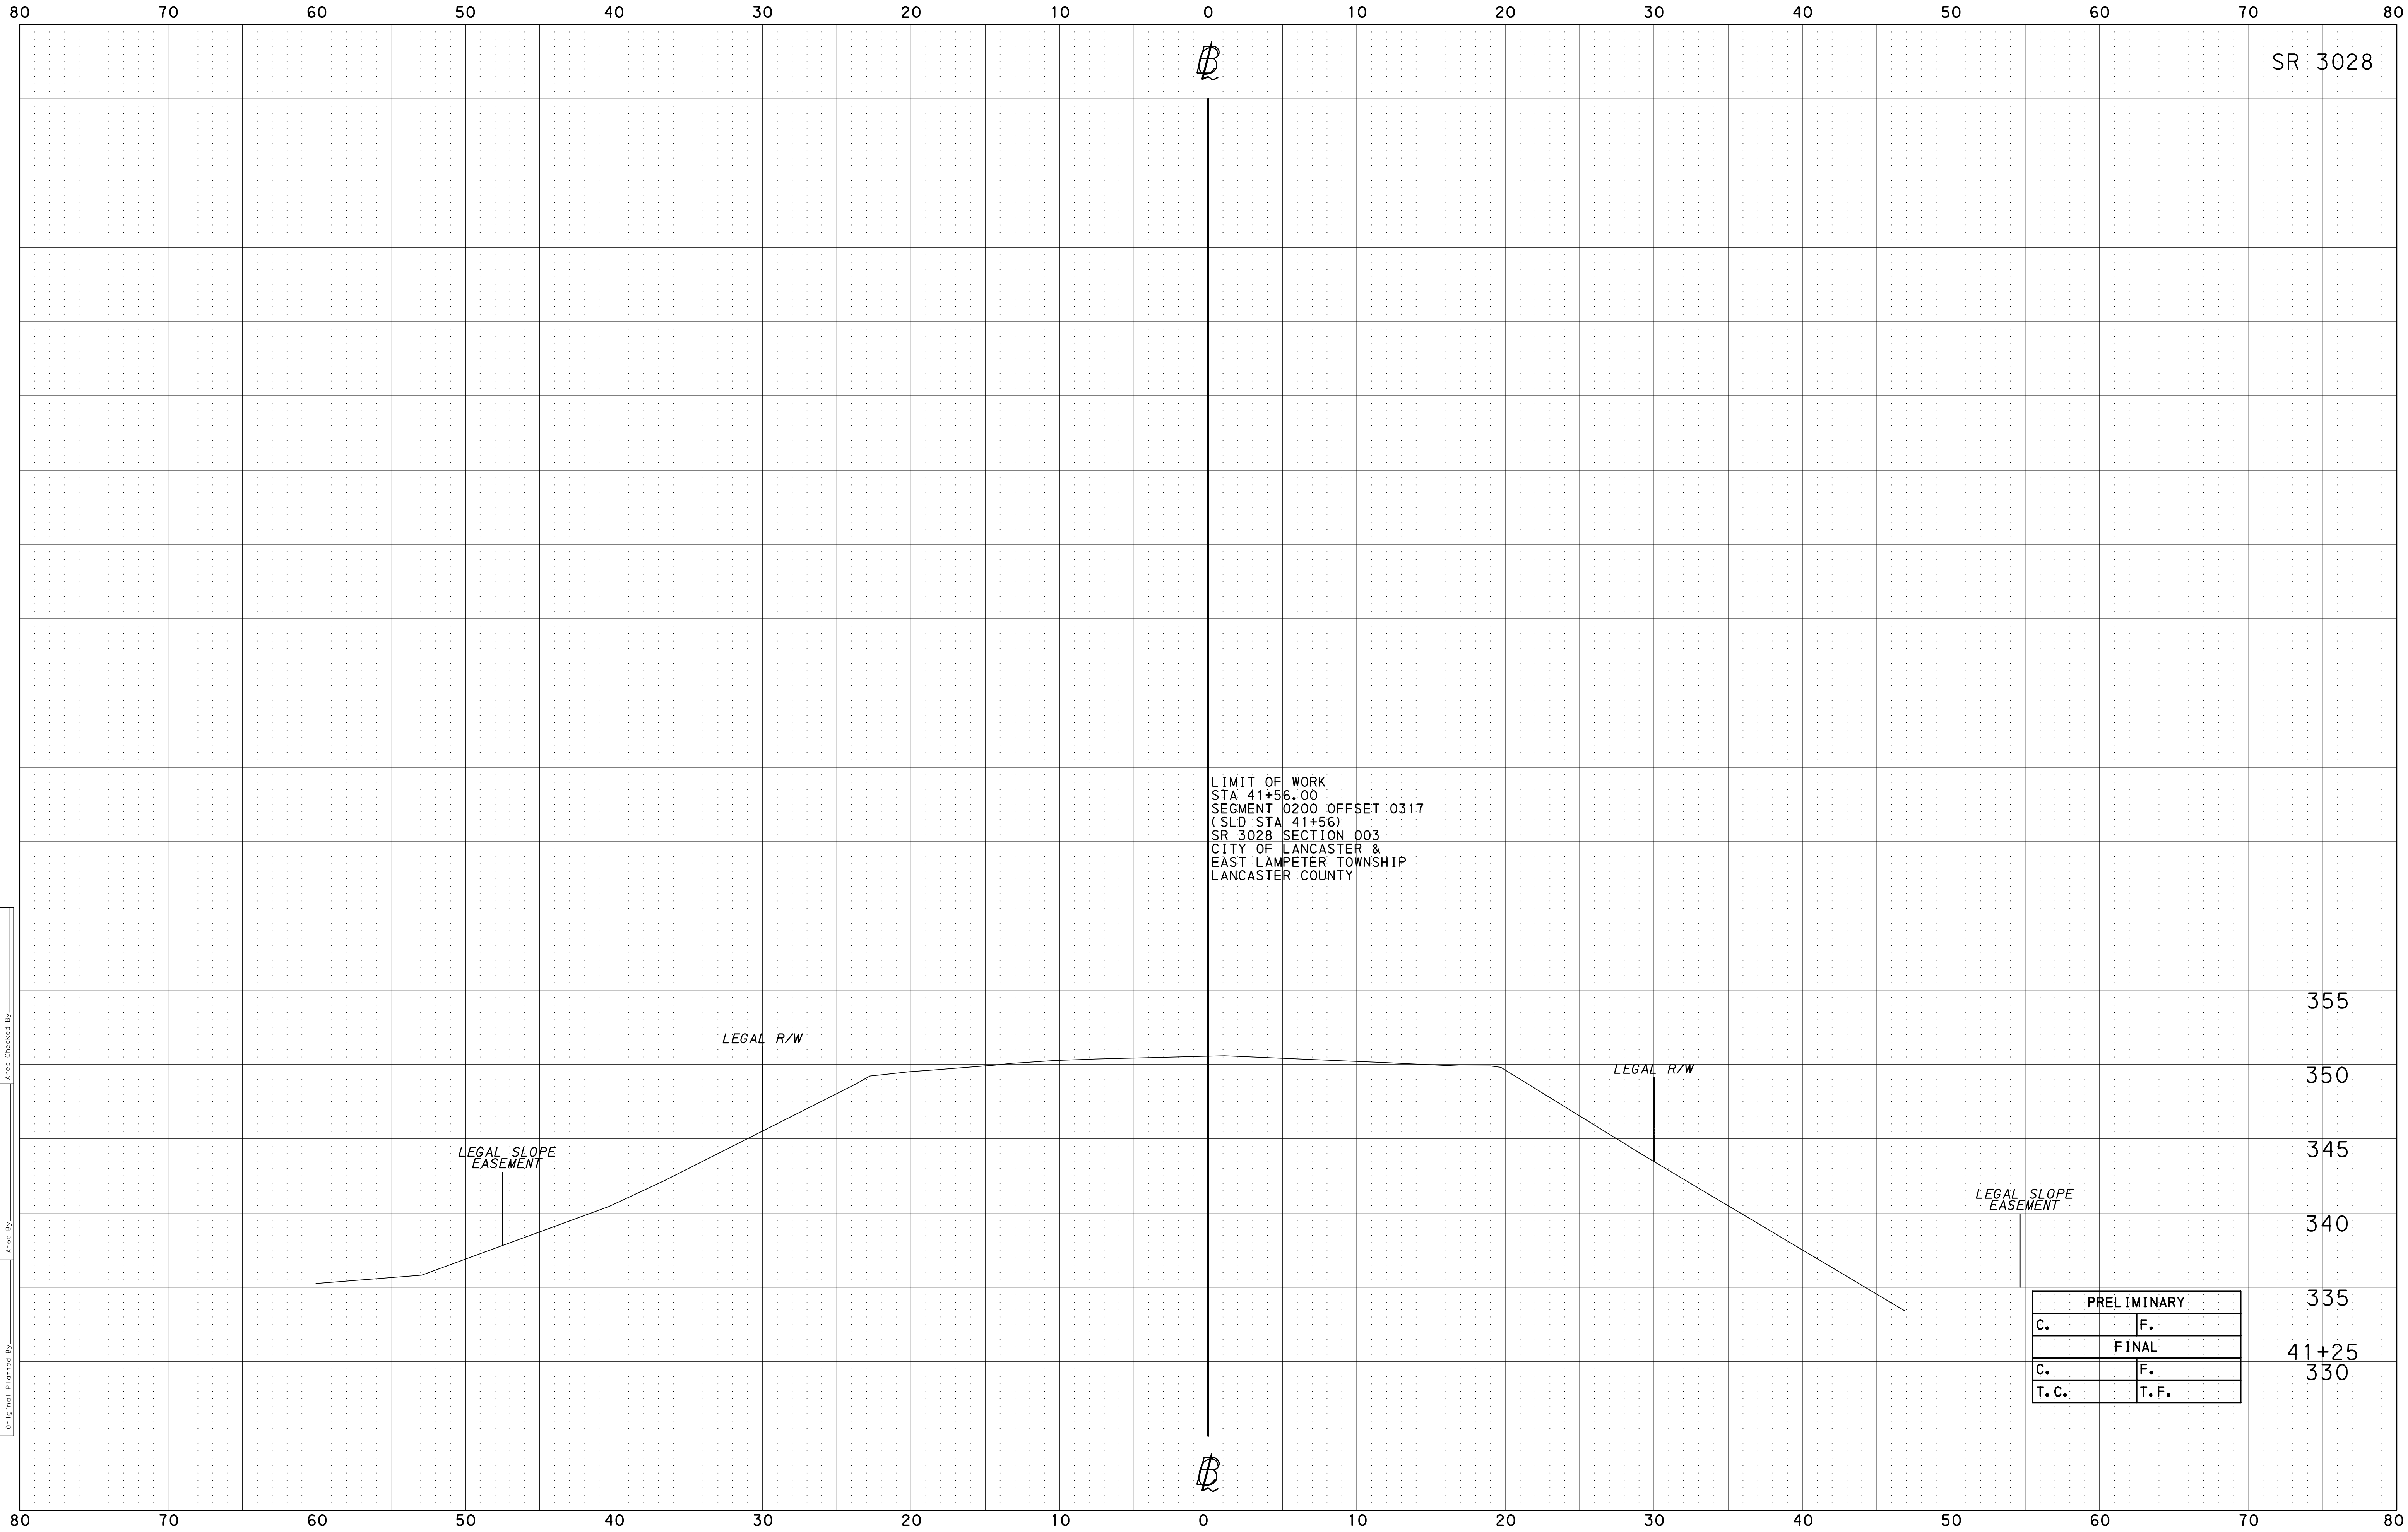 80 70 60 50 40 30 20 10 0 10 20 30 40 50 60 70 80
SR 3028
LIMIT OF WORK
STA 41+56.00
SEGMENT 0200 OFFSET 0317
(SLD STA 41+56)
SR 3028 SECTION 003
CITY OF LANCASTER &
EAST LAMPETER TOWNSHIP
LANCASTER COUNTY
355
LEGAL R/W
LEGAL R/W
350
LEGAL SLOPE
EASEMENT
345
LEGAL SLOPE
EASEMENT
340
335
PRELIMINARY
C. F.
FINAL
C. F.
T.C. T.F.
41+25
330
Area Checked By
Area By
Original Plotted By
80 70 60 50 40 30 20 10 0 10 20 30 40 50 60 70 80